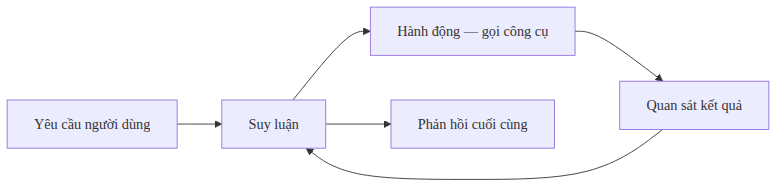 Yêu cầu người dùng
Suy luận
Hành động — gọi công cụ
Phản hồi cuối cùng
Quan sát kết quả